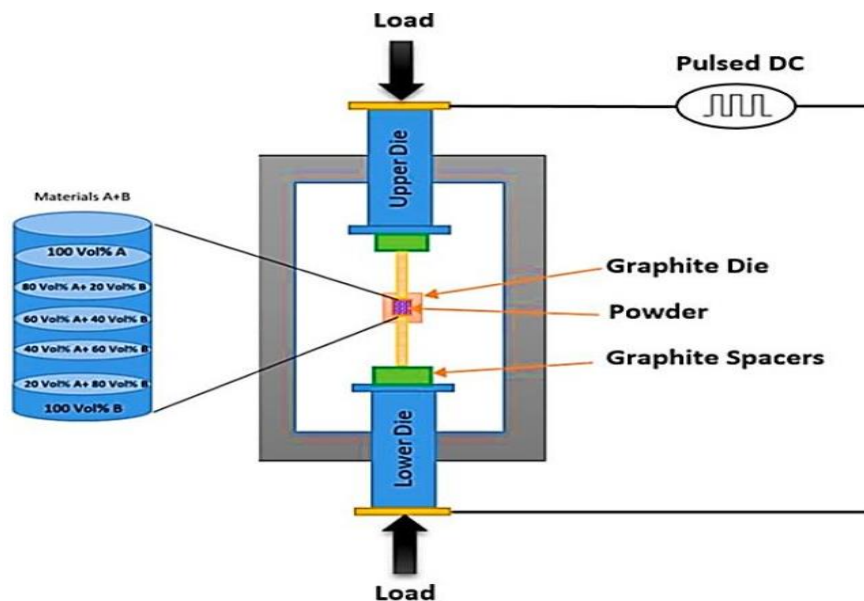 Load
Pulsed DC
Upper Die
Materials A+B
100 Vol% A
80 Vol% A+ 20 Vol% B
60 Vol% A+ 40 Vol% B
40 Vol% A+ 60 Vol% B
20 Vol% A+ 80 Vol% B
100 Vol% B
Graphite Die
Powder
Graphite Spacers
Lower Die
Load